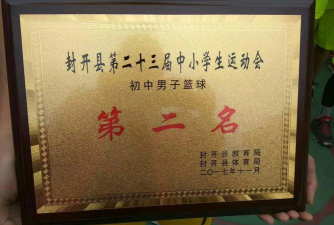 封开县第二十三届中小学生运动会
初中男子篮球
第二名
封开县教育局
封开县体育局
二〇一七年十一月